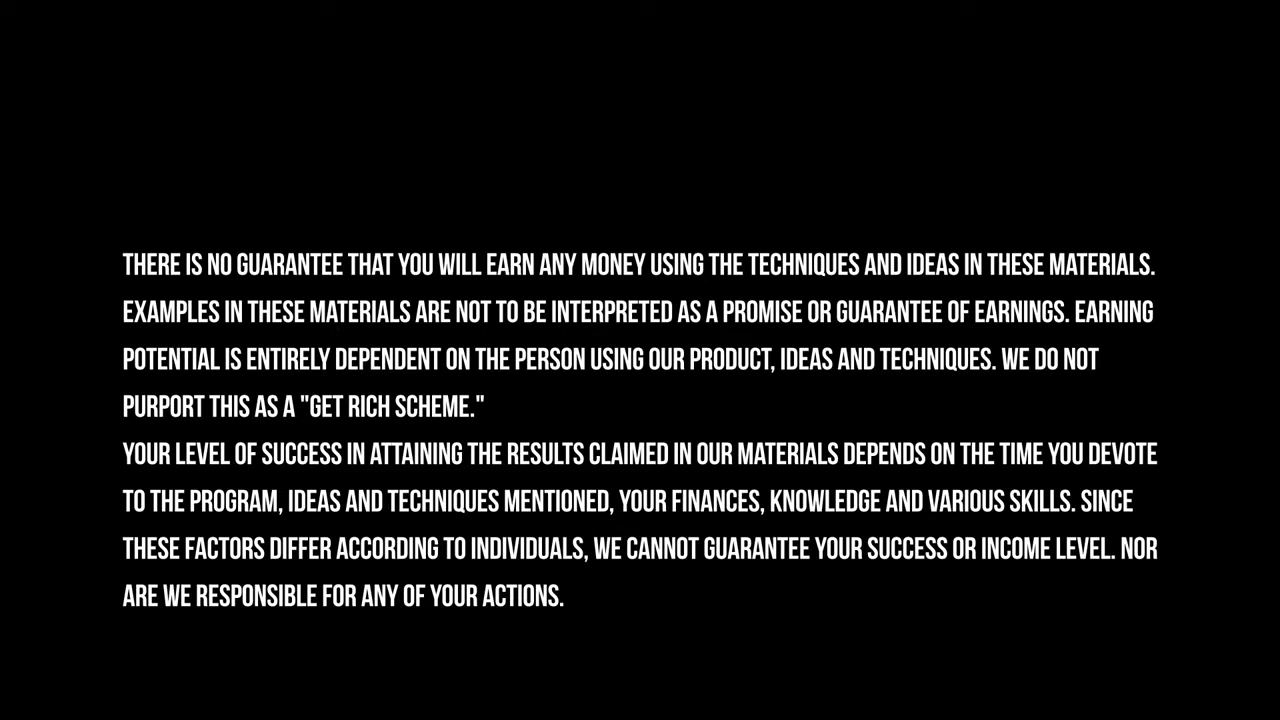 THERE IS NO GUARANTEE THAT YOU WILL EARN ANY MONEY USING THE TECHNIQUES AND IDEAS IN THESE MATERIALS.
EXAMPLES IN THESE MATERIALS ARE NOT TO BE INTERPRETED AS A PROMISE OR GUARANTEE OF EARNINGS. EARNING
POTENTIAL IS ENTIRELY DEPENDENT ON THE PERSON USING OUR PRODUCT, IDEAS AND TECHNIQUES. WE DO NOT
PURPORT THIS AS A "GET RICH SCHEME."
YOUR LEVEL OF SUCCESS IN ATTAINING THE RESULTS CLAIMED IN OUR MATERIALS DEPENDS ON THE TIME YOU DEVOTE
TO THE PROGRAM, IDEAS AND TECHNIQUES MENTIONED, YOUR FINANCES, KNOWLEDGE AND VARIOUS SKILLS. SINCE
THESE FACTORS DIFFER ACCORDING TO INDIVIDUALS, WE CANNOT GUARANTEE YOUR SUCCESS OR INCOME LEVEL. NOR
ARE WE RESPONSIBLE FOR ANY OF YOUR ACTIONS.